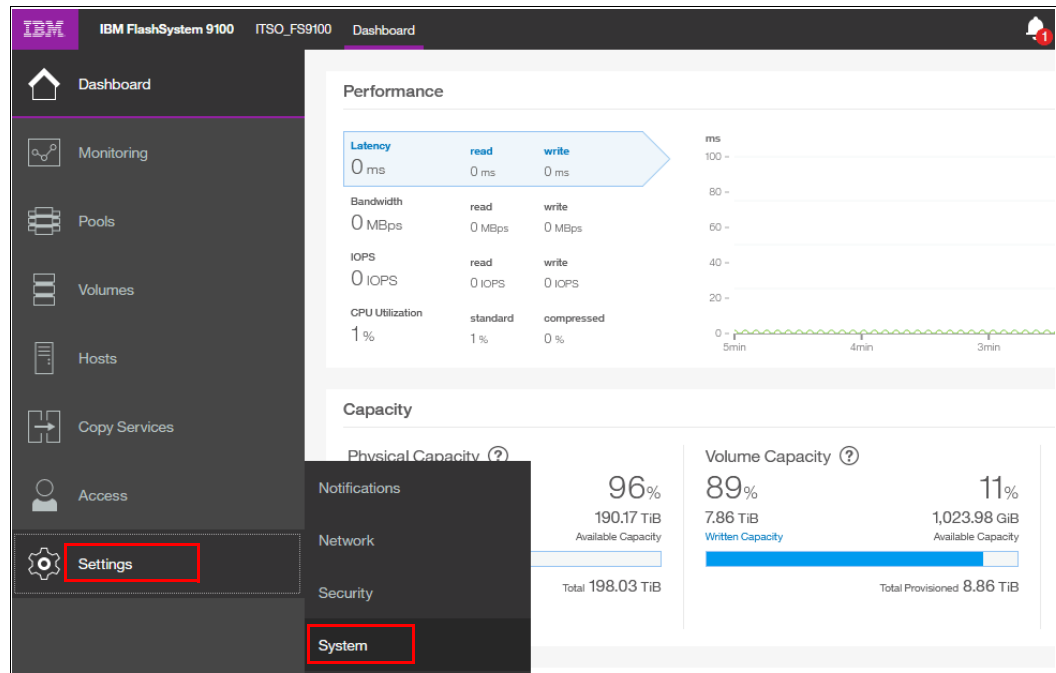 IBM IBM FlashSystem 9100 ITSO_FS9100 Dashboard 1
Dashboard
Monitoring
Pools
Volumes
Hosts
Copy Services
Access
Settings
Notifications
Network
Security
System
Performance
Latency read write
0 ms 0 ms 0 ms
Bandwidth read write
0 MBps 0 MBps 0 MBps
IOPS read write
0 IOPS 0 IOPS 0 IOPS
CPU Utilization standard compressed
1 % 1 % 0 %
ms
100
80
60
40
20
0
5min 4min 3min
Capacity
Physical Capacity ?
96%
190.17 TiB
Available Capacity
Total 198.03 TiB
Volume Capacity ?
89% 11%
7.86 TiB 1,023.98 GiB
Written Capacity Available Capacity
Total Provisioned 8.86 TiB